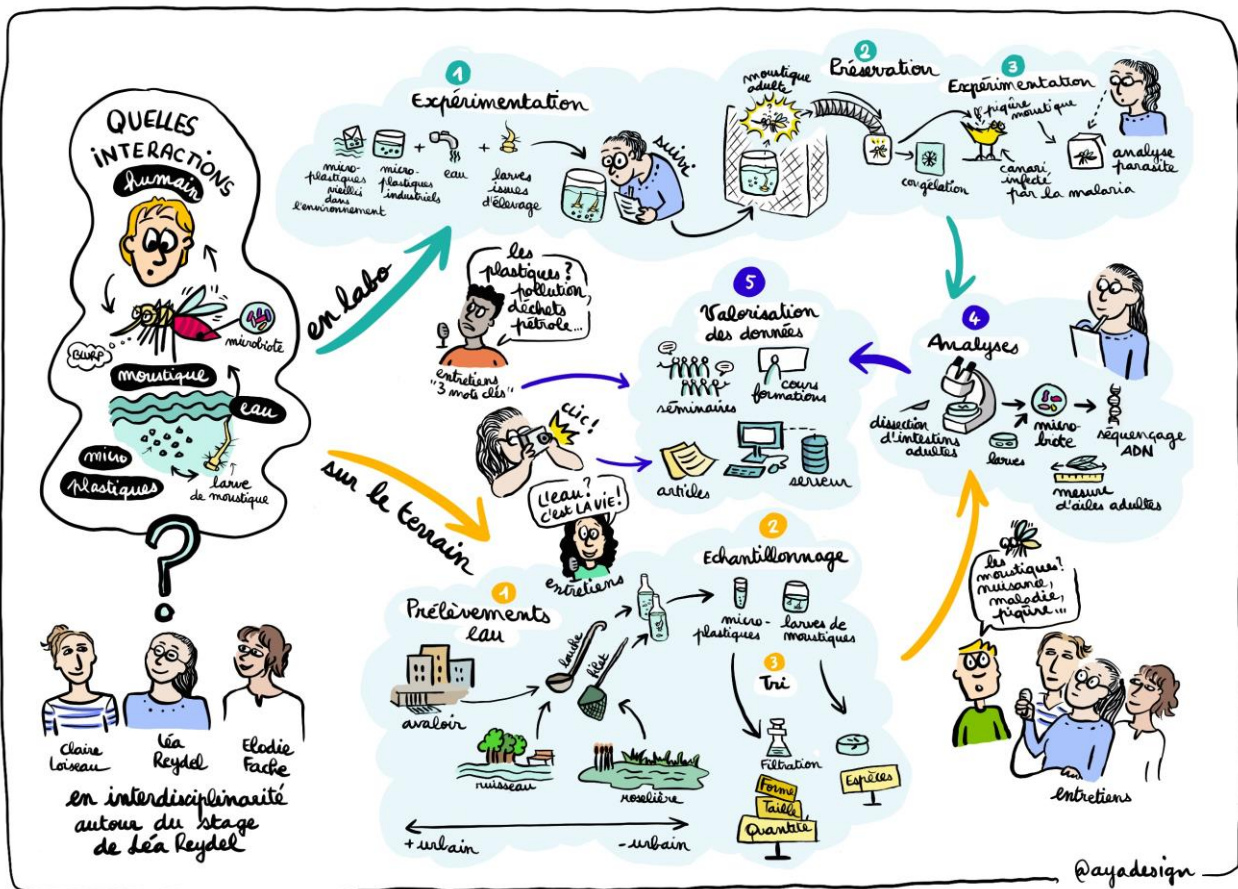 QUELLES
INTERACTIONS
humain
microbiote
BLURP
moustique
eau
micro
plastiques
larve
de moustique
?
Claire
Loiseau
Léa
Reydel
Elodie
Fache
en interdisciplinarité
autour du stage
de Léa Reydel
en labo
1
Expérimentation
micro-
plastiques
vieillis
dans
l'environnement
micro-
plastiques
industriels
+
eau
+
larves
issues
d'élevage
suivi
2
Préservation
moustique
adulte
congélation
3
Expérimentation
piqûre
moustique
canari
infecté
par la malaria
analyse
parasite
les
plastiques?
pollution,
déchets
pétrole...
entretiens
"3 mots clés"
clic!
5
Valorisation
des données
séminaires
cours
formations
articles
serveur
4
Analyses
dissection
d'intestins
adultes
larves
micro-
biote
séquençage
ADN
mesure
d'ailes adultes
sur le terrain
L'eau?
c'est LA VIE!
entretiens
1
Prélèvements
eau
avaloir
louche
filet
ruisseau
roselière
+ urbain
- urbain
2
Echantillonnage
micro-
plastiques
larves de
moustiques
3
Tri
Filtration
Forme
Taille
Quantité
Espèces
les
moustiques?
nuisance,
maladie,
piqûre...
entretiens
@ayadesign